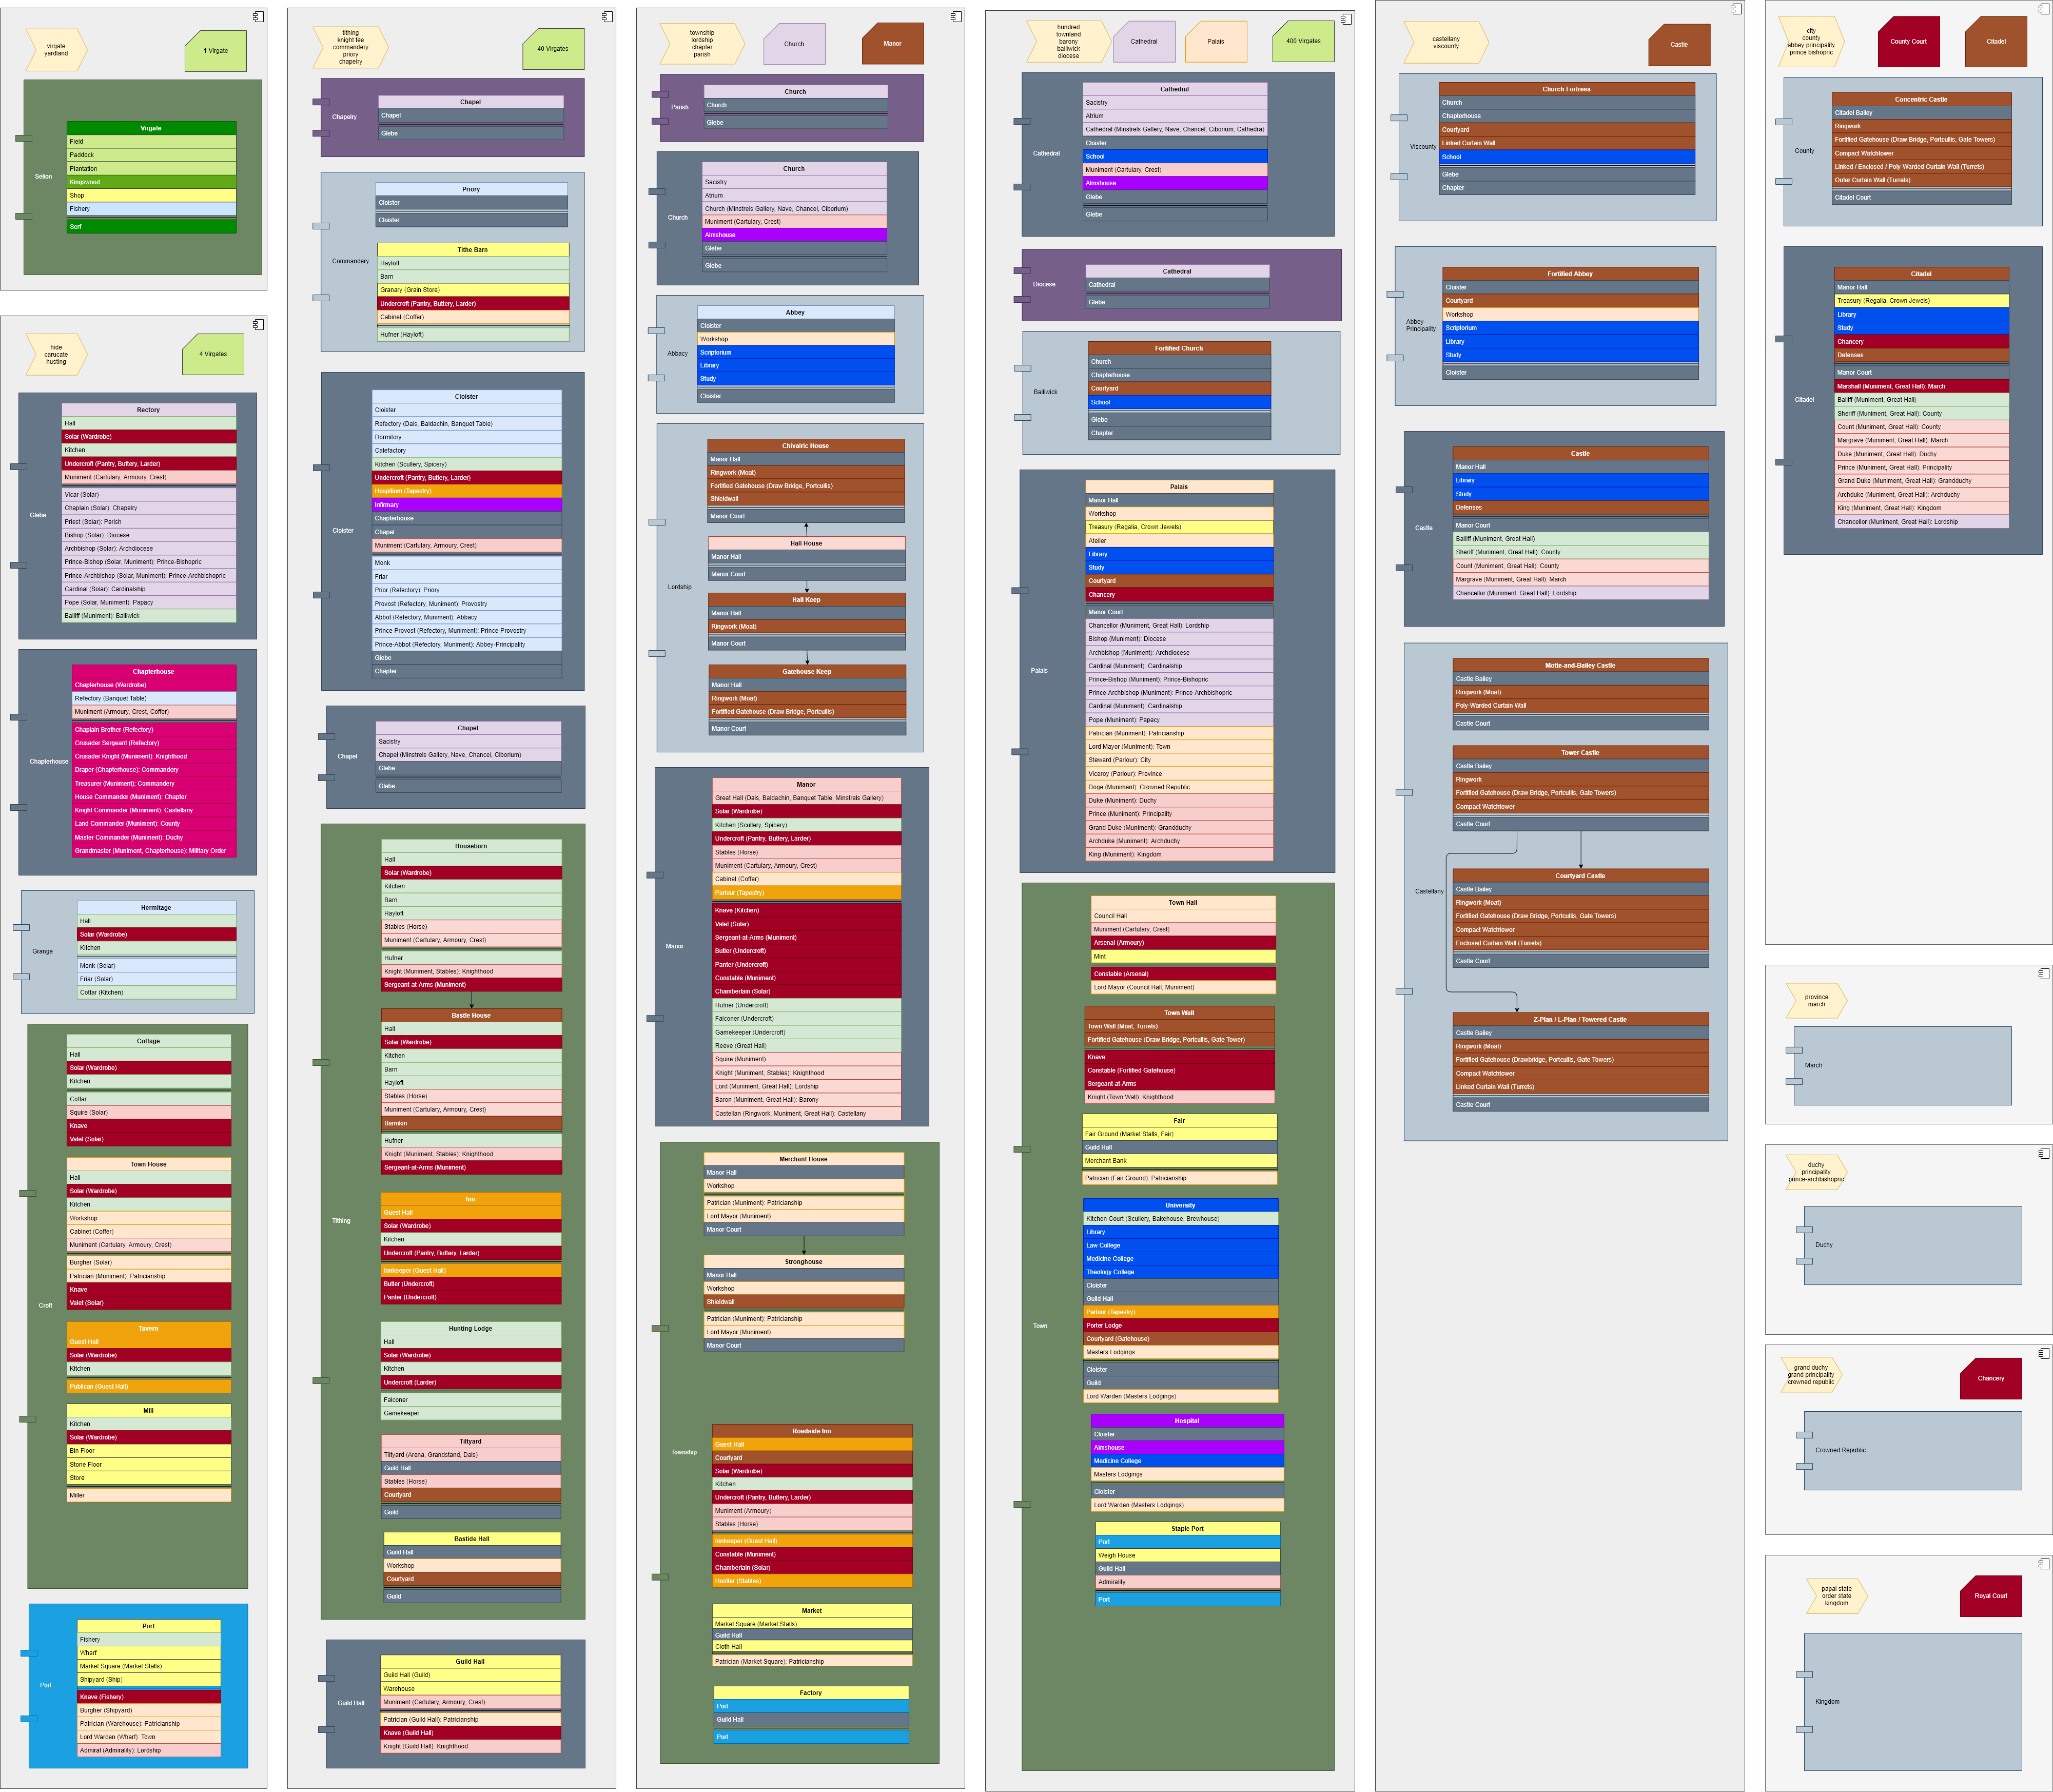 virgate
yardland
1 Virgate
Selion
Virgate
Field
Paddock
Plantation
Kingswood
Shop
Fishery
Serf
hide
carucate
husting
4 Virgates
Glebe
Rectory
Hall
Solar (Wardrobe)
Kitchen
Undercroft (Pantry, Buttery, Larder)
Muniment (Cartulary, Armoury, Crest)
Vicar (Solar)
Chaplain (Solar): Chapelry
Priest (Solar): Parish
Bishop (Solar): Diocese
Archbishop (Solar): Archdiocese
Prince-Bishop (Solar, Muniment): Prince-Bishopric
Prince-Archbishop (Solar, Muniment): Prince-Archbishopric
Cardinal (Solar): Cardinalship
Pope (Solar, Muniment): Papacy
Bailiff (Muniment): Bailiwick
Chapterhouse
Chapterhouse
Chapterhouse (Wardrobe)
Refectory (Banquet Table)
Muniment (Armoury, Crest, Coffer)
Chaplain Brother (Refectory)
Crusader Sergeant (Refectory)
Crusader Knight (Muniment): Knighthood
Draper (Chapterhouse): Commandery
Treasurer (Muniment): Commandery
House Commander (Muniment): Chapter
Knight Commander (Muniment): Castellany
Land Commander (Muniment): County
Master Commander (Muniment): Duchy
Grandmaster (Muniment, Chapterhouse): Military Order
Grange
Hermitage
Hall
Solar (Wardrobe)
Kitchen
Monk (Solar)
Friar (Solar)
Cottar (Kitchen)
Croft
Cottage
Hall
Solar (Wardrobe)
Kitchen
Cottar
Squire (Solar)
Knave
Valet (Solar)
Town House
Hall
Solar (Wardrobe)
Kitchen
Workshop
Cabinet (Coffer)
Muniment (Cartulary, Armoury, Crest)
Burgher (Solar)
Patrician (Muniment): Patricianship
Knave
Valet (Solar)
Tavern
Guest Hall
Solar (Wardrobe)
Kitchen
Publican (Guest Hall)
Mill
Kitchen
Solar (Wardrobe)
Bin Floor
Stone Floor
Store
Miller
Port
Port
Fishery
Wharf
Market Square (Market Stalls)
Shipyard (Ship)
Knave (Fishery)
Burgher (Shipyard)
Patrician (Warehouse): Patricianship
Lord Warden (Wharf): Town
Admiral (Admirality): Lordship
tithing
knight fee
commandery
priory
chapelry
40 Virgates
Chapelry
Chapel
Chapel
Glebe
Commandery
Priory
Cloister
Cloister
Tithe Barn
Hayloft
Barn
Granary (Grain Store)
Undercroft (Pantry, Buttery, Larder)
Cabinet (Coffer)
Hufner (Hayloft)
Cloister
Cloister
Cloister
Refectory (Dais, Baldachin, Banquet Table)
Dormitory
Calefactory
Kitchen (Scullery, Spicery)
Undercroft (Pantry, Buttery, Larder)
Hospitium (Tapestry)
Infirmary
Chapterhouse
Chapel
Muniment (Cartulary, Armoury, Crest)
Monk
Friar
Prior (Refectory): Priory
Provost (Refectory, Muniment): Provostry
Abbot (Refectory, Muniment): Abbacy
Prince-Provost (Refectory, Muniment): Prince-Provostry
Prince-Abbot (Refectory, Muniment): Abbey-Principality
Glebe
Chapter
Chapel
Chapel
Sacistry
Chapel (Minstrels Gallery, Nave, Chancel, Ciborium)
Glebe
Glebe
Tithing
Housebarn
Hall
Solar (Wardrobe)
Kitchen
Barn
Hayloft
Stables (Horse)
Muniment (Cartulary, Armoury, Crest)
Hufner
Knight (Muniment, Stables): Knighthood
Sergeant-at-Arms (Muniment)
Bastle House
Hall
Solar (Wardrobe)
Kitchen
Barn
Hayloft
Stables (Horse)
Muniment (Cartulary, Armoury, Crest)
Barmkin
Hufner
Knight (Muniment, Stables): Knighthood
Sergeant-at-Arms (Muniment)
Inn
Guest Hall
Solar (Wardrobe)
Kitchen
Undercroft (Pantry, Buttery, Larder)
Innkeeper (Guest Hall)
Butler (Undercroft)
Panter (Undercroft)
Hunting Lodge
Hall
Solar (Wardrobe)
Kitchen
Undercroft (Larder)
Falconer
Gamekeeper
Tiltyard
Tiltyard (Arena, Grandstand, Dais)
Guild Hall
Stables (Horse)
Courtyard
Guild
Bastide Hall
Guild Hall
Workshop
Courtyard
Guild
Guild Hall
Guild Hall
Guild Hall (Guild)
Warehouse
Muniment (Cartulary, Armoury, Crest)
Patrician (Guild Hall): Patricianship
Knave (Guild Hall)
Knight (Guild Hall): Knighthood
township
lordship
chapter
parish
Church
Manor
Parish
Church
Church
Glebe
Church
Church
Sacistry
Atrium
Church (Minstrels Gallery, Nave, Chancel, Ciborium)
Muniment (Cartulary, Crest)
Almshouse
Glebe
Glebe
Abbacy
Abbey
Cloister
Workshop
Scriptorium
Library
Study
Cloister
Lordship
Chivalric House
Manor Hall
Ringwork (Moat)
Fortified Gatehouse (Draw Bridge, Portcullis)
Shieldwall
Manor Court
Hall House
Manor Hall
Manor Court
Hall Keep
Manor Hall
Ringwork (Moat)
Manor Court
Gatehouse Keep
Manor Hall
Ringwork (Moat)
Fortified Gatehouse (Draw Bridge, Portcullis)
Manor Court
Manor
Manor
Great Hall (Dais, Baldachin, Banquet Table, Minstrels Gallery)
Solar (Wardrobe)
Kitchen (Scullery, Spicery)
Undercroft (Pantry, Buttery, Larder)
Stables (Horse)
Muniment (Cartulary, Armoury, Crest)
Cabinet (Coffer)
Parlour (Tapestry)
Knave (Kitchen)
Valet (Solar)
Sergeant-at-Arms (Muniment)
Butler (Undercroft)
Panter (Undercroft)
Constable (Muniment)
Chamberlain (Solar)
Hufner (Undercroft)
Falconer (Undercroft)
Gamekeeper (Undercroft)
Reeve (Great Hall)
Squire (Muniment)
Knight (Muniment, Stables): Knighthood
Lord (Muniment, Great Hall): Lordship
Baron (Muniment, Great Hall): Barony
Castellan (Ringwork, Muniment, Great Hall): Castellany
Township
Merchant House
Manor Hall
Workshop
Patrician (Muniment): Patricianship
Lord Mayor (Muniment)
Manor Court
Stronghouse
Manor Hall
Workshop
Shieldwall
Patrician (Muniment): Patricianship
Lord Mayor (Muniment)
Manor Court
Roadside Inn
Guest Hall
Courtyard
Solar (Wardrobe)
Kitchen
Undercroft (Pantry, Buttery, Larder)
Muniment (Armoury)
Stables (Horse)
Innkeeper (Guest Hall)
Constable (Muniment)
Chamberlain (Solar)
Hostler (Stables)
Market
Market Square (Market Stalls)
Guild Hall
Cloth Hall
Patrician (Market Square): Patricianship
Factory
Port
Guild Hall
Port
hundred
townland
barony
bailiwick
diocese
Cathedral
Palais
400 Virgates
Cathedral
Cathedral
Sacistry
Atrium
Cathedral (Minstrels Gallery, Nave, Chancel, Ciborium, Cathedra)
Cloister
School
Muniment (Cartulary, Crest)
Almshouse
Glebe
Glebe
Diocese
Cathedral
Cathedral
Glebe
Bailiwick
Fortified Church
Church
Chapterhouse
Courtyard
School
Glebe
Chapter
Palais
Palais
Manor Hall
Workshop
Treasury (Regalia, Crown Jewels)
Atelier
Library
Study
Courtyard
Chancery
Manor Court
Chancellor (Muniment, Great Hall): Lordship
Bishop (Muniment): Diocese
Archbishop (Muniment): Archdiocese
Cardinal (Muniment): Cardinalship
Prince-Bishop (Muniment): Prince-Bishopric
Prince-Archbishop (Muniment): Prince-Archbishopric
Cardinal (Muniment): Cardinalship
Pope (Muniment): Papacy
Patrician (Muniment): Patricianship
Lord Mayor (Muniment): Town
Steward (Parlour): City
Viceroy (Parlour): Province
Doge (Muniment): Crowned Republic
Duke (Muniment): Duchy
Prince (Muniment): Principality
Grand Duke (Muniment): Grandduchy
Archduke (Muniment): Archduchy
King (Muniment): Kingdom
Town
Town Hall
Council Hall
Muniment (Cartulary, Crest)
Arsenal (Armoury)
Mint
Constable (Arsenal)
Lord Mayor (Council Hall, Muniment)
Town Wall
Town Wall (Moat, Turrets)
Fortified Gatehouse (Draw Bridge, Portcullis, Gate Tower)
Knave
Constable (Fortified Gatehouse)
Sergeant-at-Arms
Knight (Town Wall): Knighthood
Fair
Fair Ground (Market Stalls, Fair)
Guild Hall
Merchant Bank
Patrician (Fair Ground): Patricianship
University
Kitchen Court (Scullery, Bakehouse, Brewhouse)
Library
Law College
Medicine College
Theology College
Cloister
Guild Hall
Parlour (Tapestry)
Porter Lodge
Courtyard (Gatehouse)
Masters Lodgings
Cloister
Guild
Lord Warden (Masters Lodgings)
Hospital
Cloister
Almshouse
Medicine College
Masters Lodgings
Cloister
Lord Warden (Masters Lodgings)
Staple Port
Port
Weigh House
Guild Hall
Admirality
Port
castellany
viscounty
Castle
Viscounty
Church Fortress
Church
Chapterhouse
Courtyard
Linked Curtain Wall
School
Glebe
Chapter
Abbey-
Principality
Fortified Abbey
Cloister
Courtyard
Workshop
Scriptorium
Library
Study
Cloister
Castle
Castle
Manor Hall
Library
Study
Defenses
Manor Court
Bailiff (Muniment, Great Hall)
Sheriff (Muniment, Great Hall): County
Count (Muniment, Great Hall): County
Margrave (Muniment, Great Hall): March
Chancellor (Muniment, Great Hall): Lordship
Castellany
Motte-and-Bailey Castle
Castle Bailey
Ringwork (Moat)
Poly-Warded Curtain Wall
Castle Court
Tower Castle
Castle Bailey
Ringwork
Fortified Gatehouse (Draw Bridge, Portcullis, Gate Towers)
Compact Watchtower
Castle Court
Courtyard Castle
Castle Bailey
Ringwork (Moat)
Fortified Gatehouse (Draw Bridge, Portcullis, Gate Towers)
Compact Watchtower
Enclosed Curtain Wall (Turrets)
Castle Court
Z-Plan / L-Plan / Towered Castle
Castle Bailey
Ringwork (Moat)
Fortified Gatehouse (Drawbridge, Portcullis, Gate Towers)
Compact Watchtower
Linked Curtain Wall (Turrets)
Castle Court
city
county
abbey principality
prince bishopric
County Court
Citadel
County
Concentric Castle
Citadel Bailey
Ringwork
Fortified Gatehouse (Draw Bridge, Portcullis, Gate Towers)
Compact Watchtower
Linked / Enclosed / Poly-Warded Curtain Wall (Turrets)
Outer Curtain Wall (Turrets)
Citadel Court
Citadel
Citadel
Manor Hall
Treasury (Regalia, Crown Jewels)
Library
Study
Chancery
Defenses
Manor Court
Marshall (Muniment, Great Hall): March
Bailiff (Muniment, Great Hall)
Sheriff (Muniment, Great Hall): County
Count (Muniment, Great Hall): County
Margrave (Muniment, Great Hall): March
Duke (Muniment, Great Hall): Duchy
Prince (Muniment, Great Hall): Principality
Grand Duke (Muniment, Great Hall): Grandduchy
Archduke (Muniment, Great Hall): Archduchy
King (Muniment, Great Hall): Kingdom
Chancellor (Muniment, Great Hall): Lordship
province
march
March
duchy
principality
prince-archbishopric
Duchy
grand duchy
grand principality
crowned republic
Chancery
Crowned Republic
papal state
order state
kingdom
Royal Court
Kingdom